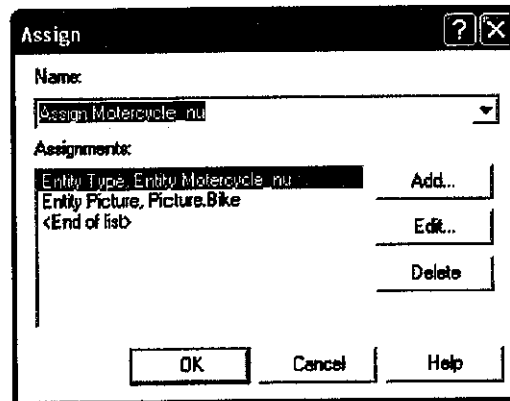 Assign
Name:
Assign Motercycle_nu
Assignments:
Entity Type, Entity Motercycle_nu
Entity Picture, Picture.Bike
<End of list>
Add...
Edit...
Delete
OK
Cancel
Help